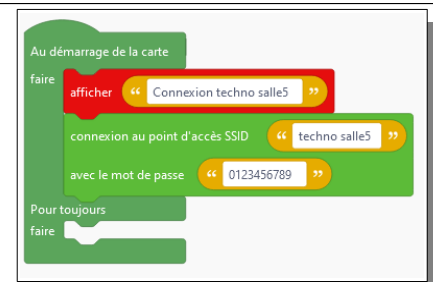 Au démarrage de la carte
faire
afficher “ Connexion techno salle5 ”
connexion au point d'accès SSID “ techno salle5 ”
avec le mot de passe “ 0123456789 ”
Pour toujours
faire